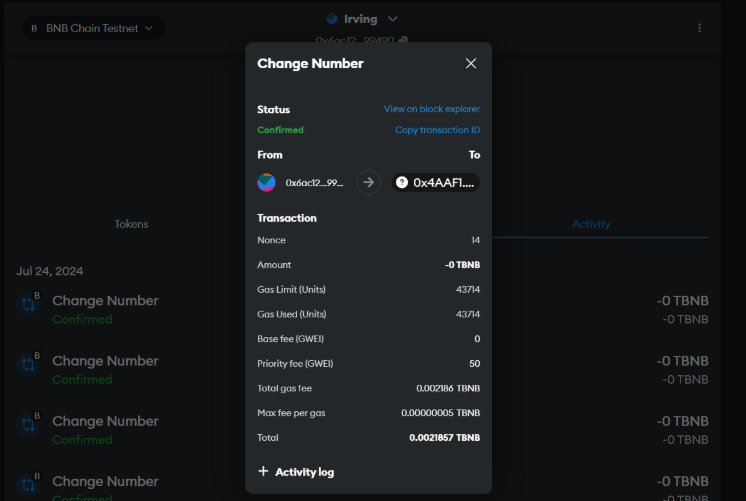 B BNB Chain Testnet
Irving
0x6ac12...99490
Change Number
Status
View on block explorer
Confirmed
Copy transaction ID
From
To
0x6ac12...99...
0x4AAF1....
Transaction
Nonce
14
Amount
-0 TBNB
Gas Limit (Units)
43714
Gas Used (Units)
43714
Base fee (GWEI)
0
Priority fee (GWEI)
50
Total gas fee
0.002186 TBNB
Max fee per gas
0.00000005 TBNB
Total
0.0021857 TBNB
+ Activity log
Tokens
Activity
Jul 24, 2024
B
Change Number
-0 TBNB
Confirmed
-0 TBNB
B
Change Number
-0 TBNB
Confirmed
-0 TBNB
B
Change Number
-0 TBNB
Confirmed
-0 TBNB
B
Change Number
-0 TBNB
Confirmed
-0 TBNB